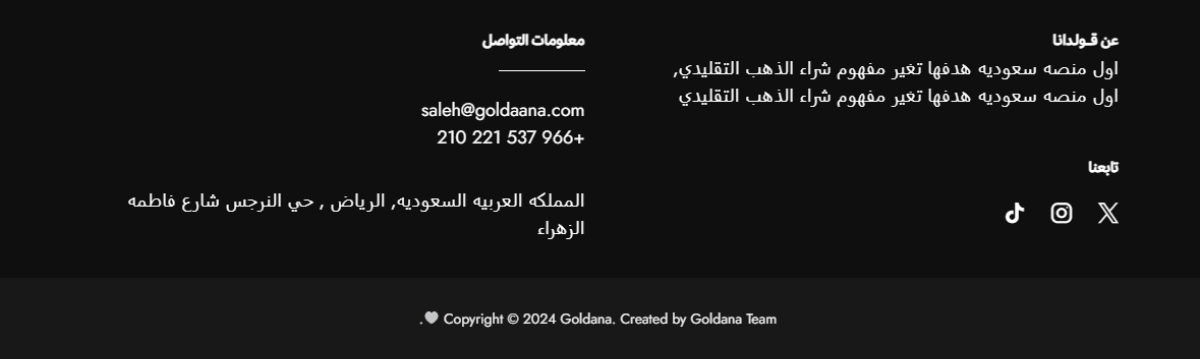 عن قـولدانا
اول منصه سعوديه هدفها تغير مفهوم شراء الذهب التقليدي,
اول منصه سعوديه هدفها تغير مفهوم شراء الذهب التقليدي
تابعنا
معلومات التواصل
saleh@goldaana.com
210 221 537 966+
المملكه العربيه السعوديه, الرياض , حي النرجس شارع فاطمه
الزهراء
.🖤 Copyright © 2024 Goldana. Created by Goldana Team